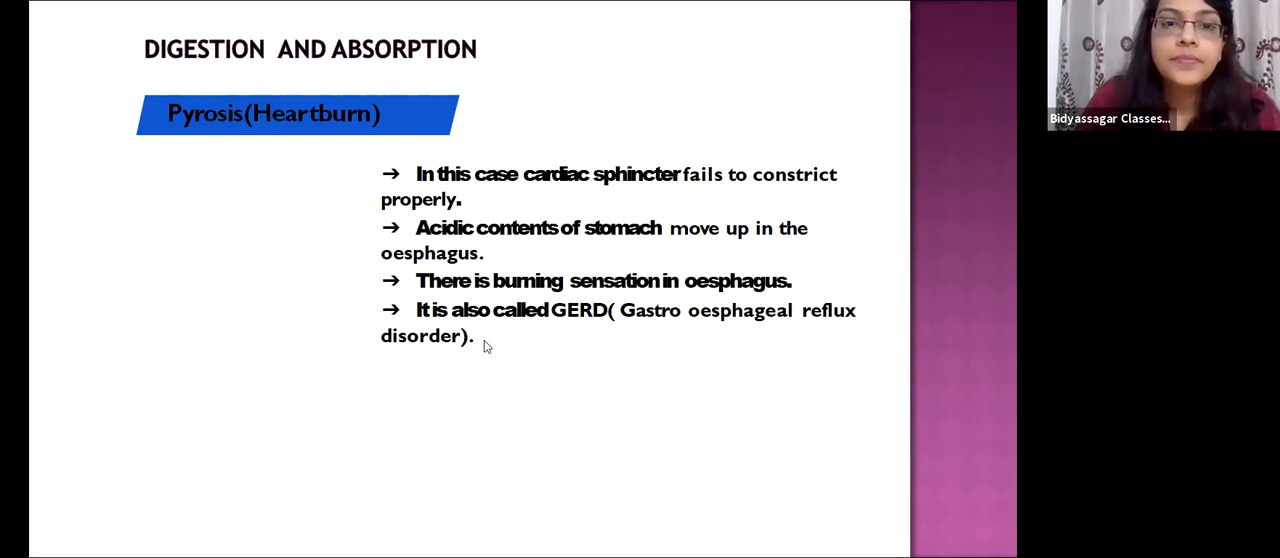 DIGESTION AND ABSORPTION
Pyrosis(Heartburn)
➔ In this case cardiac sphincter fails to constrict
properly.
➔ Acidic contents of stomach move up in the
oesphagus.
➔ There is burning sensation in oesphagus.
➔ It is also called GERD( Gastro oesphageal reflux
disorder).
Bidyassagar Classes...